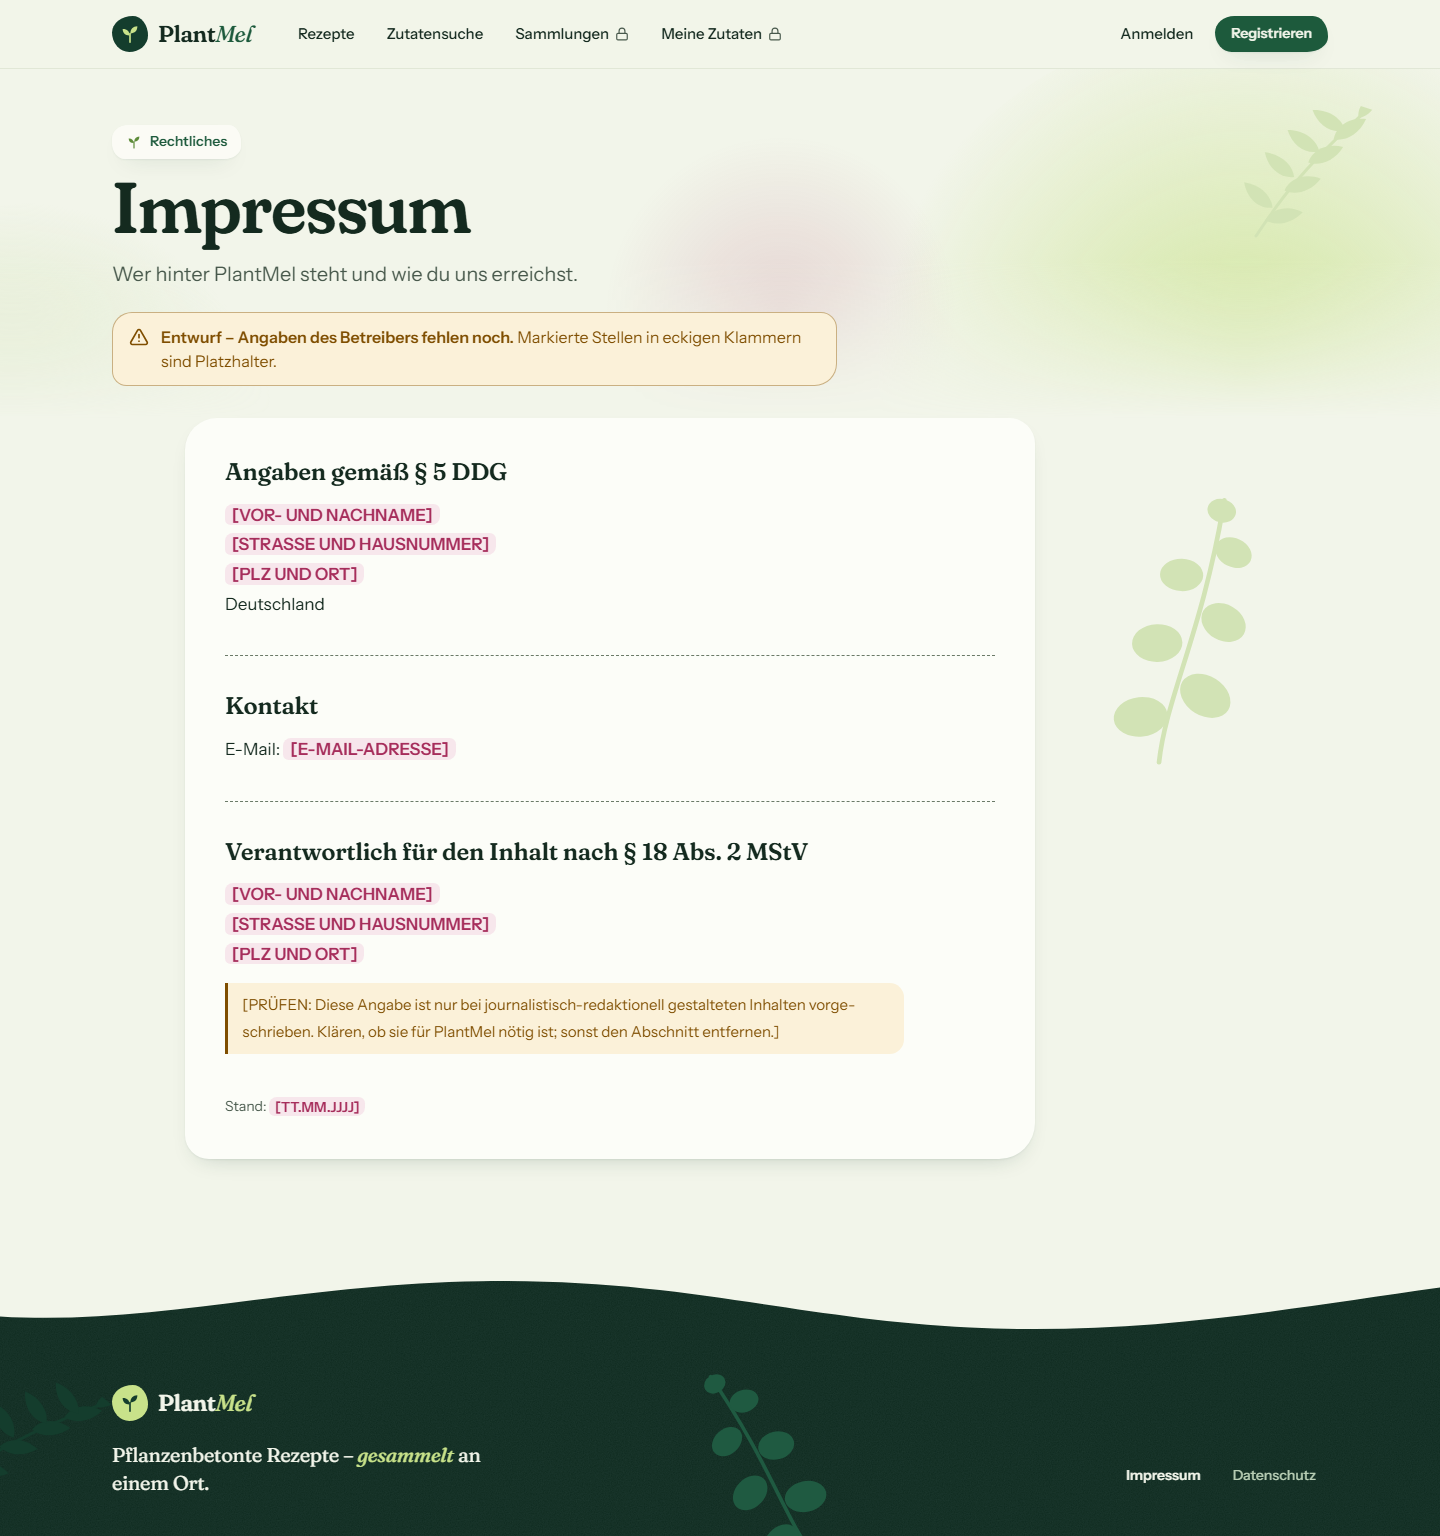 PlantMel Rezepte Zutatensuche Sammlungen Meine Zutaten Anmelden Registrieren
Rechtliches
Impressum
Wer hinter PlantMel steht und wie du uns erreichst.
Entwurf – Angaben des Betreibers fehlen noch. Markierte Stellen in eckigen Klammern
sind Platzhalter.
Angaben gemäß § 5 DDG
[VOR- UND NACHNAME]
[STRASSE UND HAUSNUMMER]
[PLZ UND ORT]
Deutschland
Kontakt
E-Mail: [E-MAIL-ADRESSE]
Verantwortlich für den Inhalt nach § 18 Abs. 2 MStV
[VOR- UND NACHNAME]
[STRASSE UND HAUSNUMMER]
[PLZ UND ORT]
[PRÜFEN: Diese Angabe ist nur bei journalistisch-redaktionell gestalteten Inhalten vorge-
schrieben. Klären, ob sie für PlantMel nötig ist; sonst den Abschnitt entfernen.]
Stand: [TT.MM.JJJJ]
PlantMel
Pflanzenbetonte Rezepte – gesammelt an
einem Ort.
Impressum Datenschutz